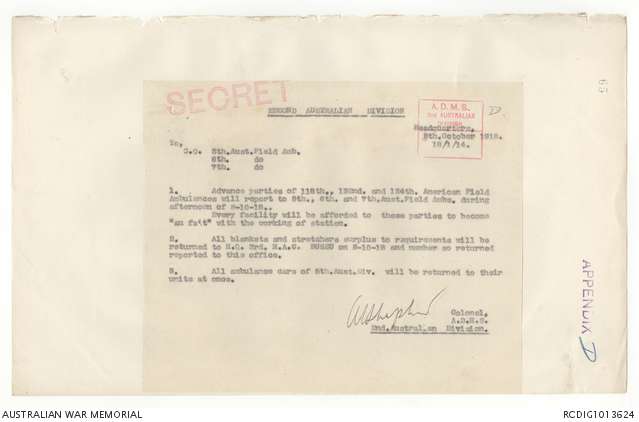 SECRET
SECOND AUSTRALIAN DIVISION
A.D.M.S.
2nd AUSTRALIAN
DIVISION
D
65
Headquarters,
8th.October 1918.
18/1/14.
To,
C.O. 5th.Aust.Field Amb.
6th. do
7th. do
1. Advance parties of 118th., 132nd. and 134th. American Field
Ambulances will report to 5th., 6th. and 7th.Aust.Field Ambs. during
afternoon of 8-10-18..
Every facility will be afforded to these parties to become
"au fait" with the working of station.
2. All blankets and stretchers surplus to requirements will be
returned to M.O. 3rd. M.A.C. BUSSU on 8-10-18 and number so returned
reported to this office.
3. All ambulance cars of 5th.Aust.Div. will be returned to their
units at once.
AHShepherd
Colonel,
A.D.M.S
2nd.Australian Division.
APPENDIX D
AUSTRALIAN WAR MEMORIAL
RCDIG1013624